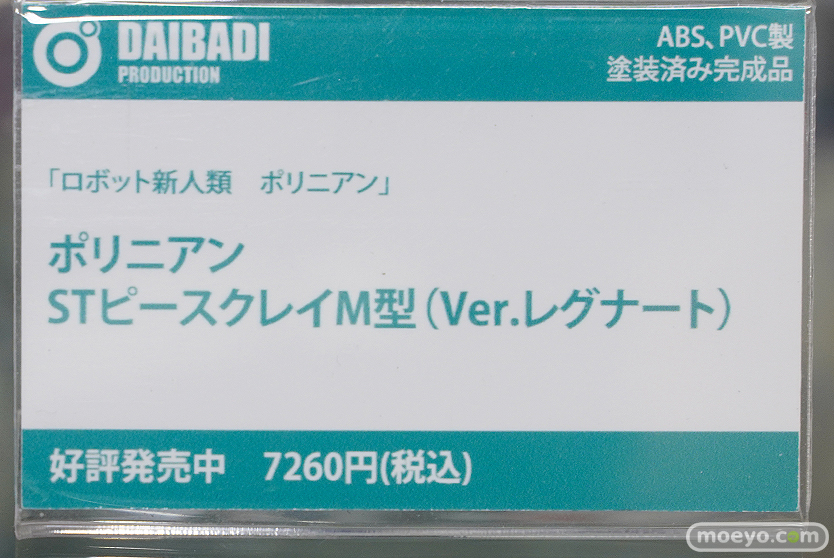 DAIBADI
PRODUCTION
ABS、PVC製
塗装済み完成品
「ロボット新人類　ポリニアン」
ポリニアン
STピースクレイM型（Ver.レグナート）
好評発売中　7260円(税込)
moeyo.com